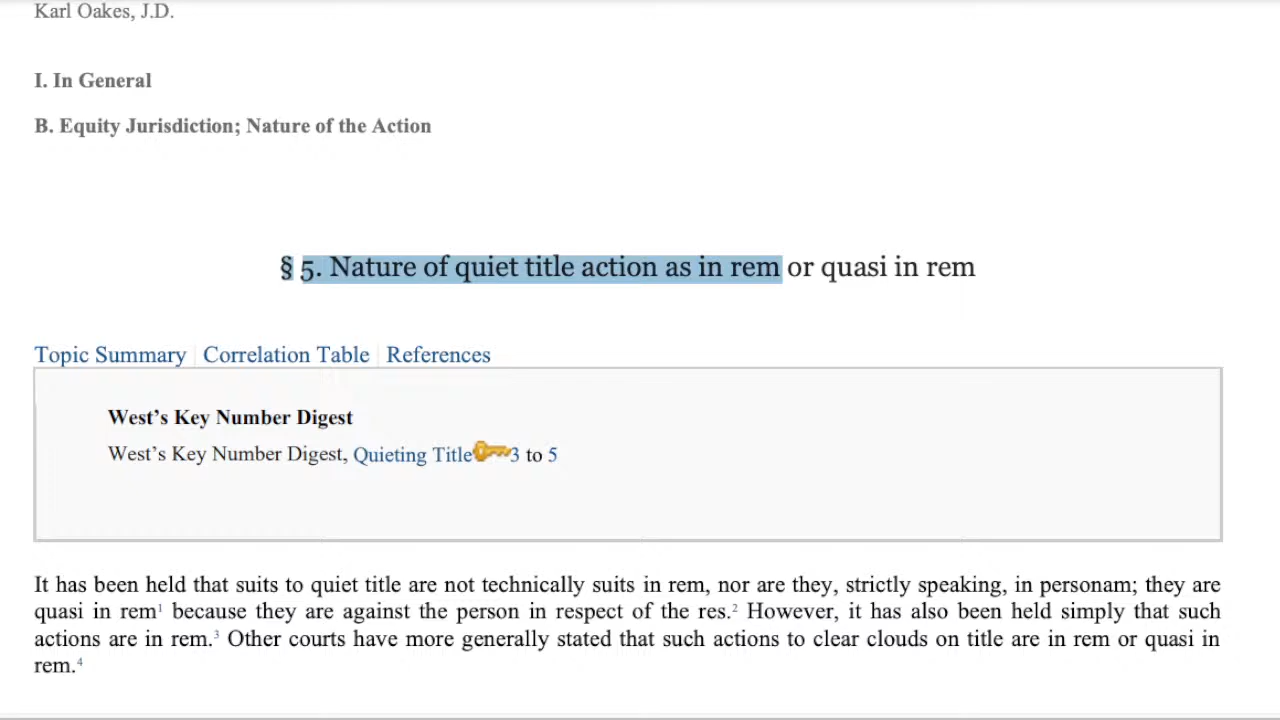 Karl Oakes, J.D.
I. In General
B. Equity Jurisdiction; Nature of the Action
§ 5. Nature of quiet title action as in rem or quasi in rem
Topic Summary Correlation Table References
West’s Key Number Digest
West’s Key Number Digest, Quieting Title 3 to 5
It has been held that suits to quiet title are not technically suits in rem, nor are they, strictly speaking, in personam; they are
quasi in rem¹ because they are against the person in respect of the res.² However, it has also been held simply that such
actions are in rem.³ Other courts have more generally stated that such actions to clear clouds on title are in rem or quasi in
rem.⁴